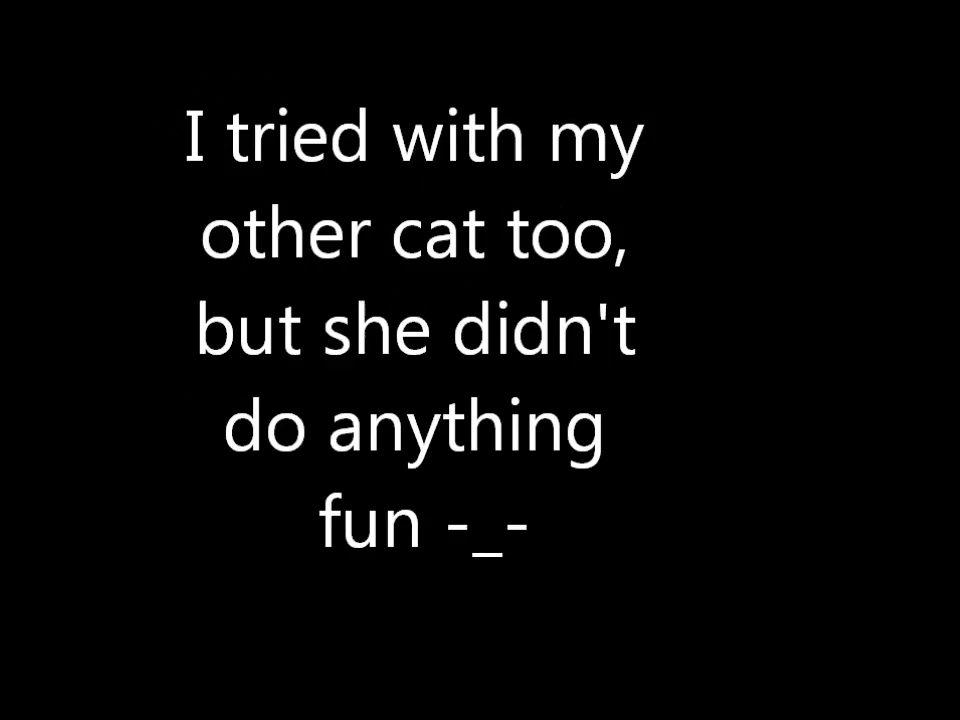 I tried with my
other cat too,
but she didn't
do anything
fun -_-